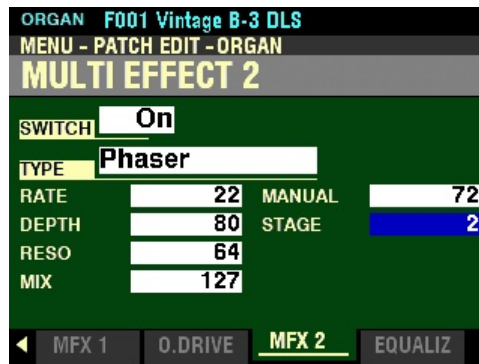 ORGAN F001 Vintage B-3 DLS
MENU - PATCH EDIT - ORGAN
MULTI EFFECT 2
SWITCH On
TYPE Phaser
RATE 22 MANUAL 72
DEPTH 80 STAGE 2
RESO 64
MIX 127
MFX 1 O.DRIVE MFX 2 EQUALIZ